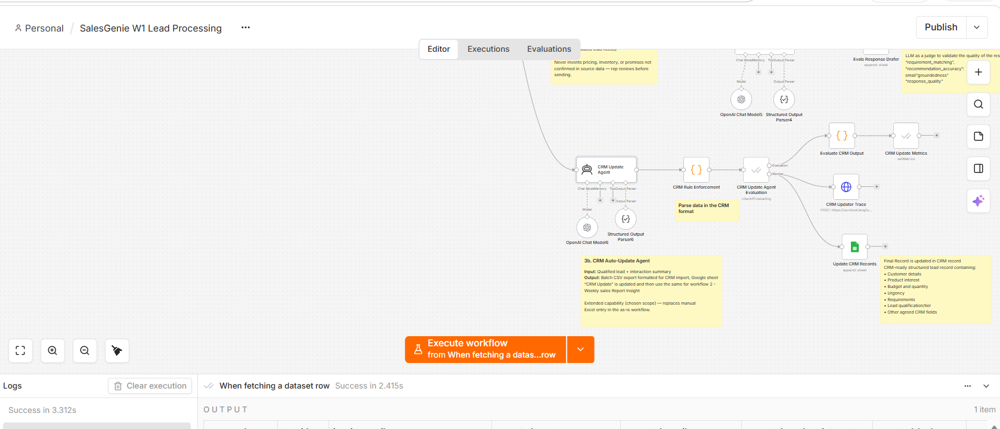 Personal / SalesGenie W1 Lead Processing ...
Publish
Editor
Executions
Evaluations
Never invents pricing, inventory, or promises not
confirmed in source data — rep reviews before
sending.
Chat Model
Memory
Tool
Output Parser
Model
Output Parser
OpenAI Chat Model5
Structured Output
Parser4
Evals Response Drafer
append: sheet
LLM as a judge to validate the quality of the res
"requirement_matching",
"recommendation_accuracy":
email"groundedness"
"response_quality"
CRM Update
Agent
Chat Model
Memory
Tool
Output Parser
Model
Output Parser
OpenAI Chat Model6
Structured Output
Parser6
CRM Rule Enforcement
Parse data in the CRM
format
CRM Update Agent
Evaluation
checkIfEvaluating
Evaluation
Normal
Evaluate CRM Output
CRM Update Metrics
setMetrics
CRM Updater Trace
POST: https://us.cloud.langfu...
Update CRM Records
append: sheet
3b. CRM Auto-Update Agent
Input: Qualified lead + interaction summary
Output: Batch CSV export formatted for CRM import, Google sheet
"CRM Update" is updated and then use the same for workflow 2 -
Weekly sales Report Insight
Extended capability (chosen scope) — replaces manual
Excel entry in the as-is workflow.
Final Record is updated in CRM record
CRM-ready structured lead record containing:
• Customer details
• Product interest
• Budget and quantity
• Urgency
• Requirements
• Lead qualification/tier
• Other agreed CRM fields
Execute workflow
from When fetching a datas...row
Logs
Clear execution
When fetching a dataset row Success in 2.415s
Success in 3.312s
OUTPUT
1 item